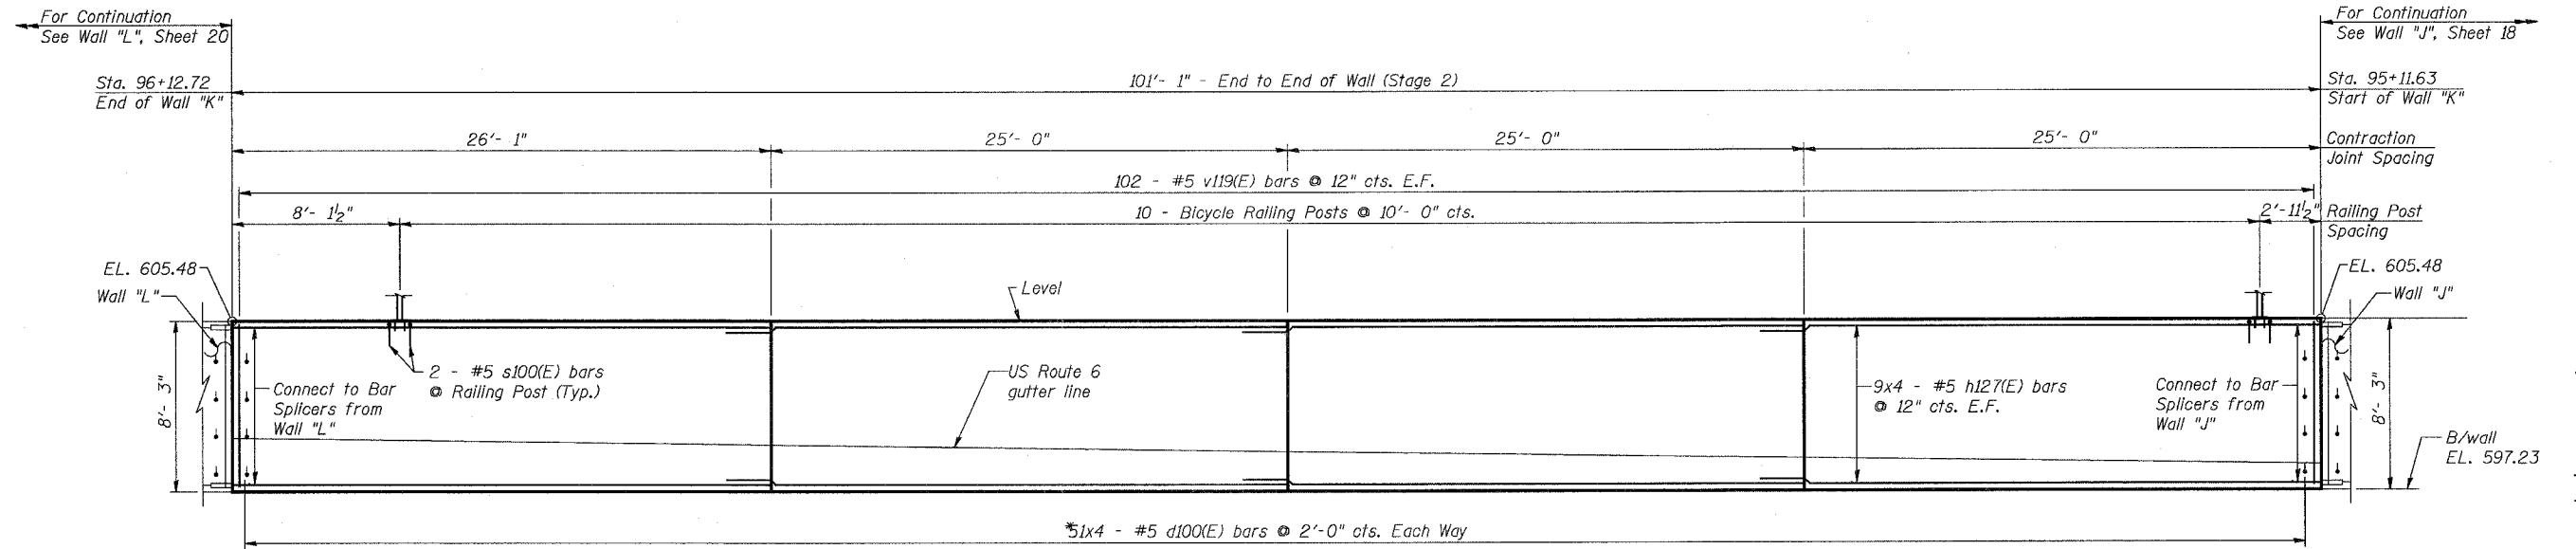 For Continuation
See Wall "L", Sheet 20
For Continuation
See Wall "J", Sheet 18
Sta. 96+12.72
End of Wall "K"
101'- 1" - End to End of Wall (Stage 2)
Sta. 95+11.63
Start of Wall "K"
26'- 1"
25'- 0"
25'- 0"
25'- 0"
Contraction
Joint Spacing
102 - #5 v119(E) bars @ 12" cts. E.F.
8'- 1½"
10 - Bicycle Railing Posts @ 10'- 0" cts.
2'-11½"
Railing Post
Spacing
EL. 605.48
Wall "L"
Level
EL. 605.48
Wall "J"
8'- 3"
Connect to Bar
Splicers from
Wall "L"
2 - #5 s100(E) bars
@ Railing Post (Typ.)
US Route 6
gutter line
9x4 - #5 h127(E) bars
@ 12" cts. E.F.
Connect to Bar
Splicers from
Wall "J"
8'- 3"
B/wall
EL. 597.23
*51x4 - #5 d100(E) bars @ 2'-0" cts. Each Way